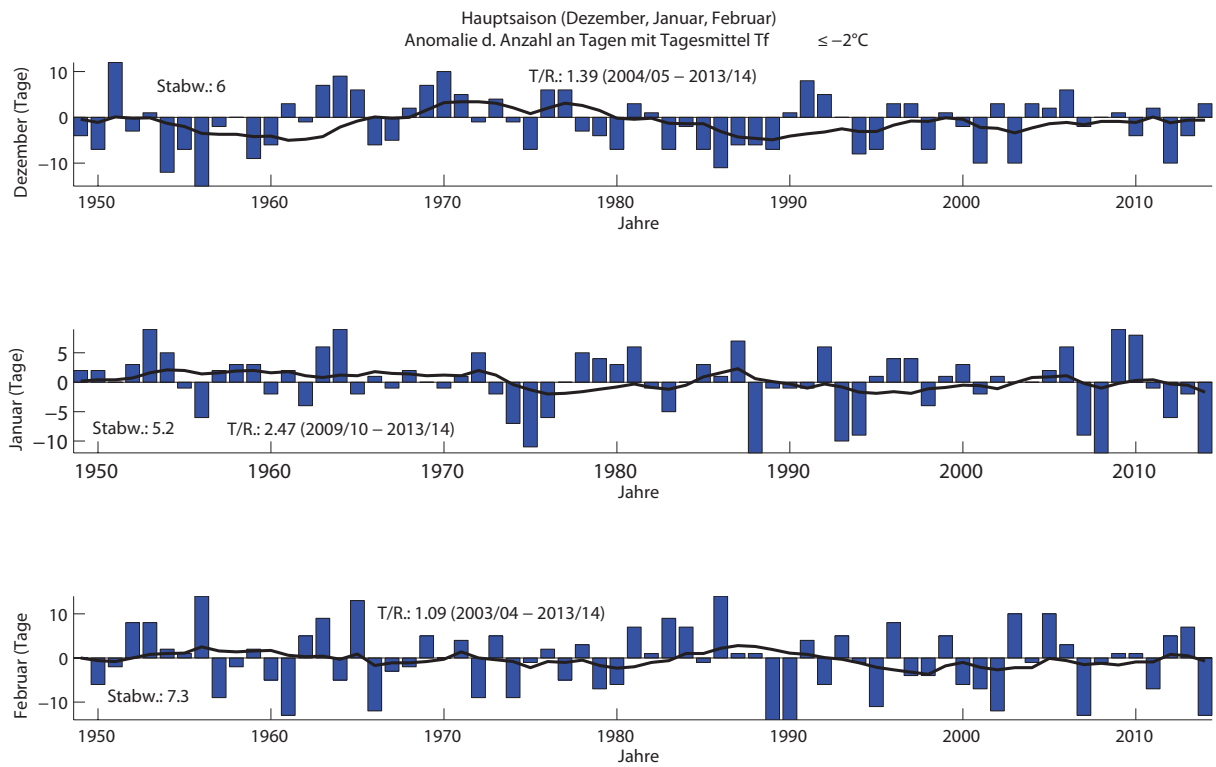 Hauptsaison (Dezember, Januar, Februar)
Anomalie d. Anzahl an Tagen mit Tagesmittel Tf ≤ −2°C
Dezember (Tage)
10
0
−10
Stabw.: 6
T/R.: 1.39 (2004/05 − 2013/14)
1950 1960 1970 1980 1990 2000 2010
Jahre
Januar (Tage)
5
0
−5
−10
Stabw.: 5.2
T/R.: 2.47 (2009/10 − 2013/14)
1950 1960 1970 1980 1990 2000 2010
Jahre
Februar (Tage
10
0
−10
T/R.: 1.09 (2003/04 − 2013/14)
Stabw.: 7.3
1950 1960 1970 1980 1990 2000 2010
Jahre